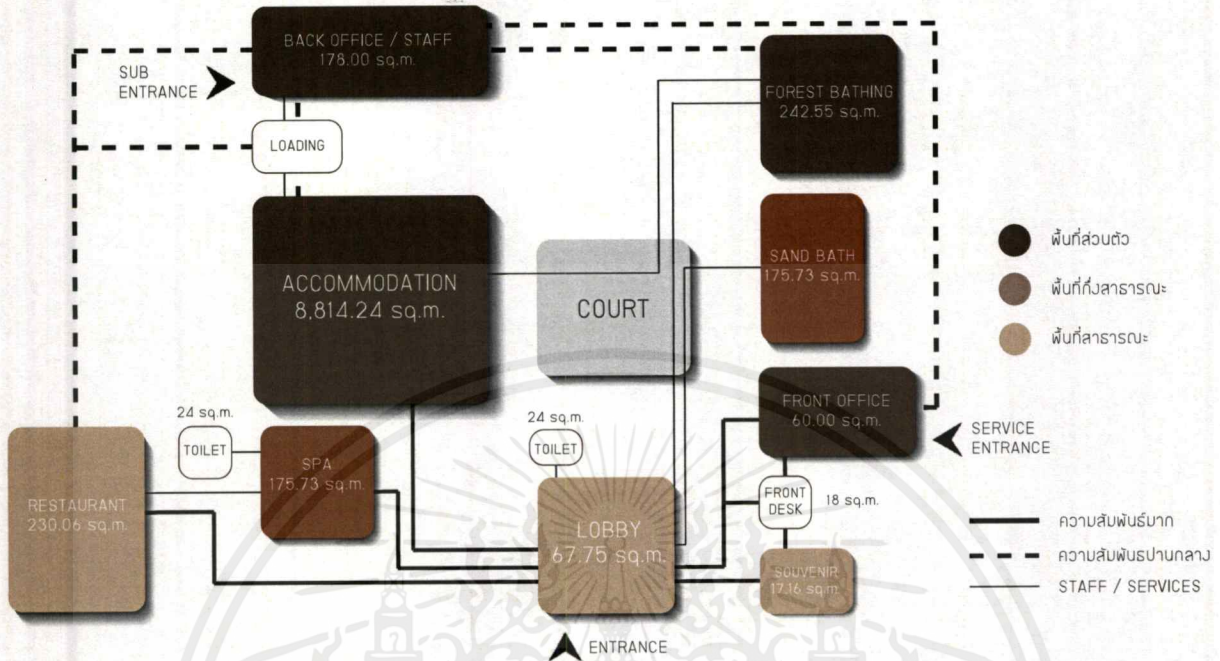 BACK OFFICE / STAFF
178.00 sq.m.
SUB
ENTRANCE
LOADING
FOREST BATHING
242.55 sq.m.
ACCOMMODATION
8,814.24 sq.m.
COURT
SAND BATH
175.73 sq.m.
พื้นที่ส่วนตัว
พื้นที่กึ่งสาธารณะ
พื้นที่สาธารณะ
24 sq.m.
TOILET
SPA
175.73 sq.m.
24 sq.m.
TOILET
FRONT OFFICE
60.00 sq.m.
SERVICE
ENTRANCE
RESTAURANT
230.06 sq.m.
LOBBY
67.75 sq.m.
FRONT
DESK
18 sq.m.
SOUVENIR
17.16 sq.m.
ENTRANCE
ความสัมพันธ์มาก
ความสัมพันธปานกลาง
STAFF / SERVICES